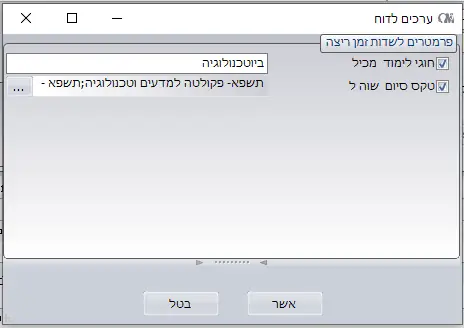 ערכים לדוח
פרמטרים לשדות זמן ריצה
חוגי לימוד מכיל
ביוטכנולוגיה
טקס סיום שוה ל
תשפא- פקולטה למדעים וטכנולוגיה;תשפא -
...
אשר
בטל